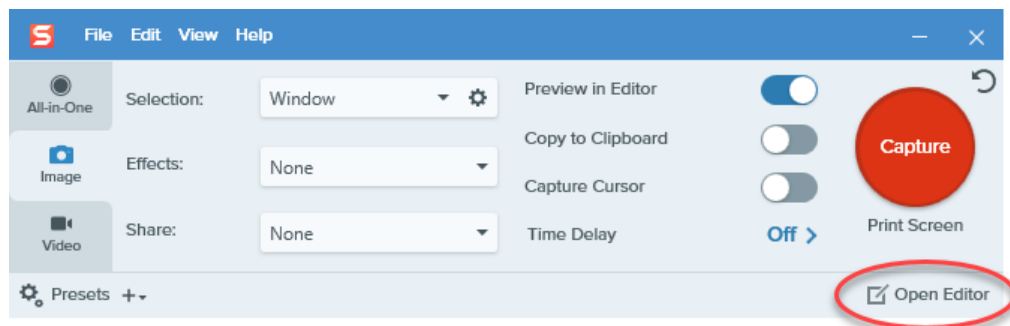 S File Edit View Help
All-in-One
Image
Video
Selection: Window
Effects: None
Share: None
Preview in Editor
Copy to Clipboard
Capture Cursor
Time Delay Off >
Capture
Print Screen
Presets + Open Editor